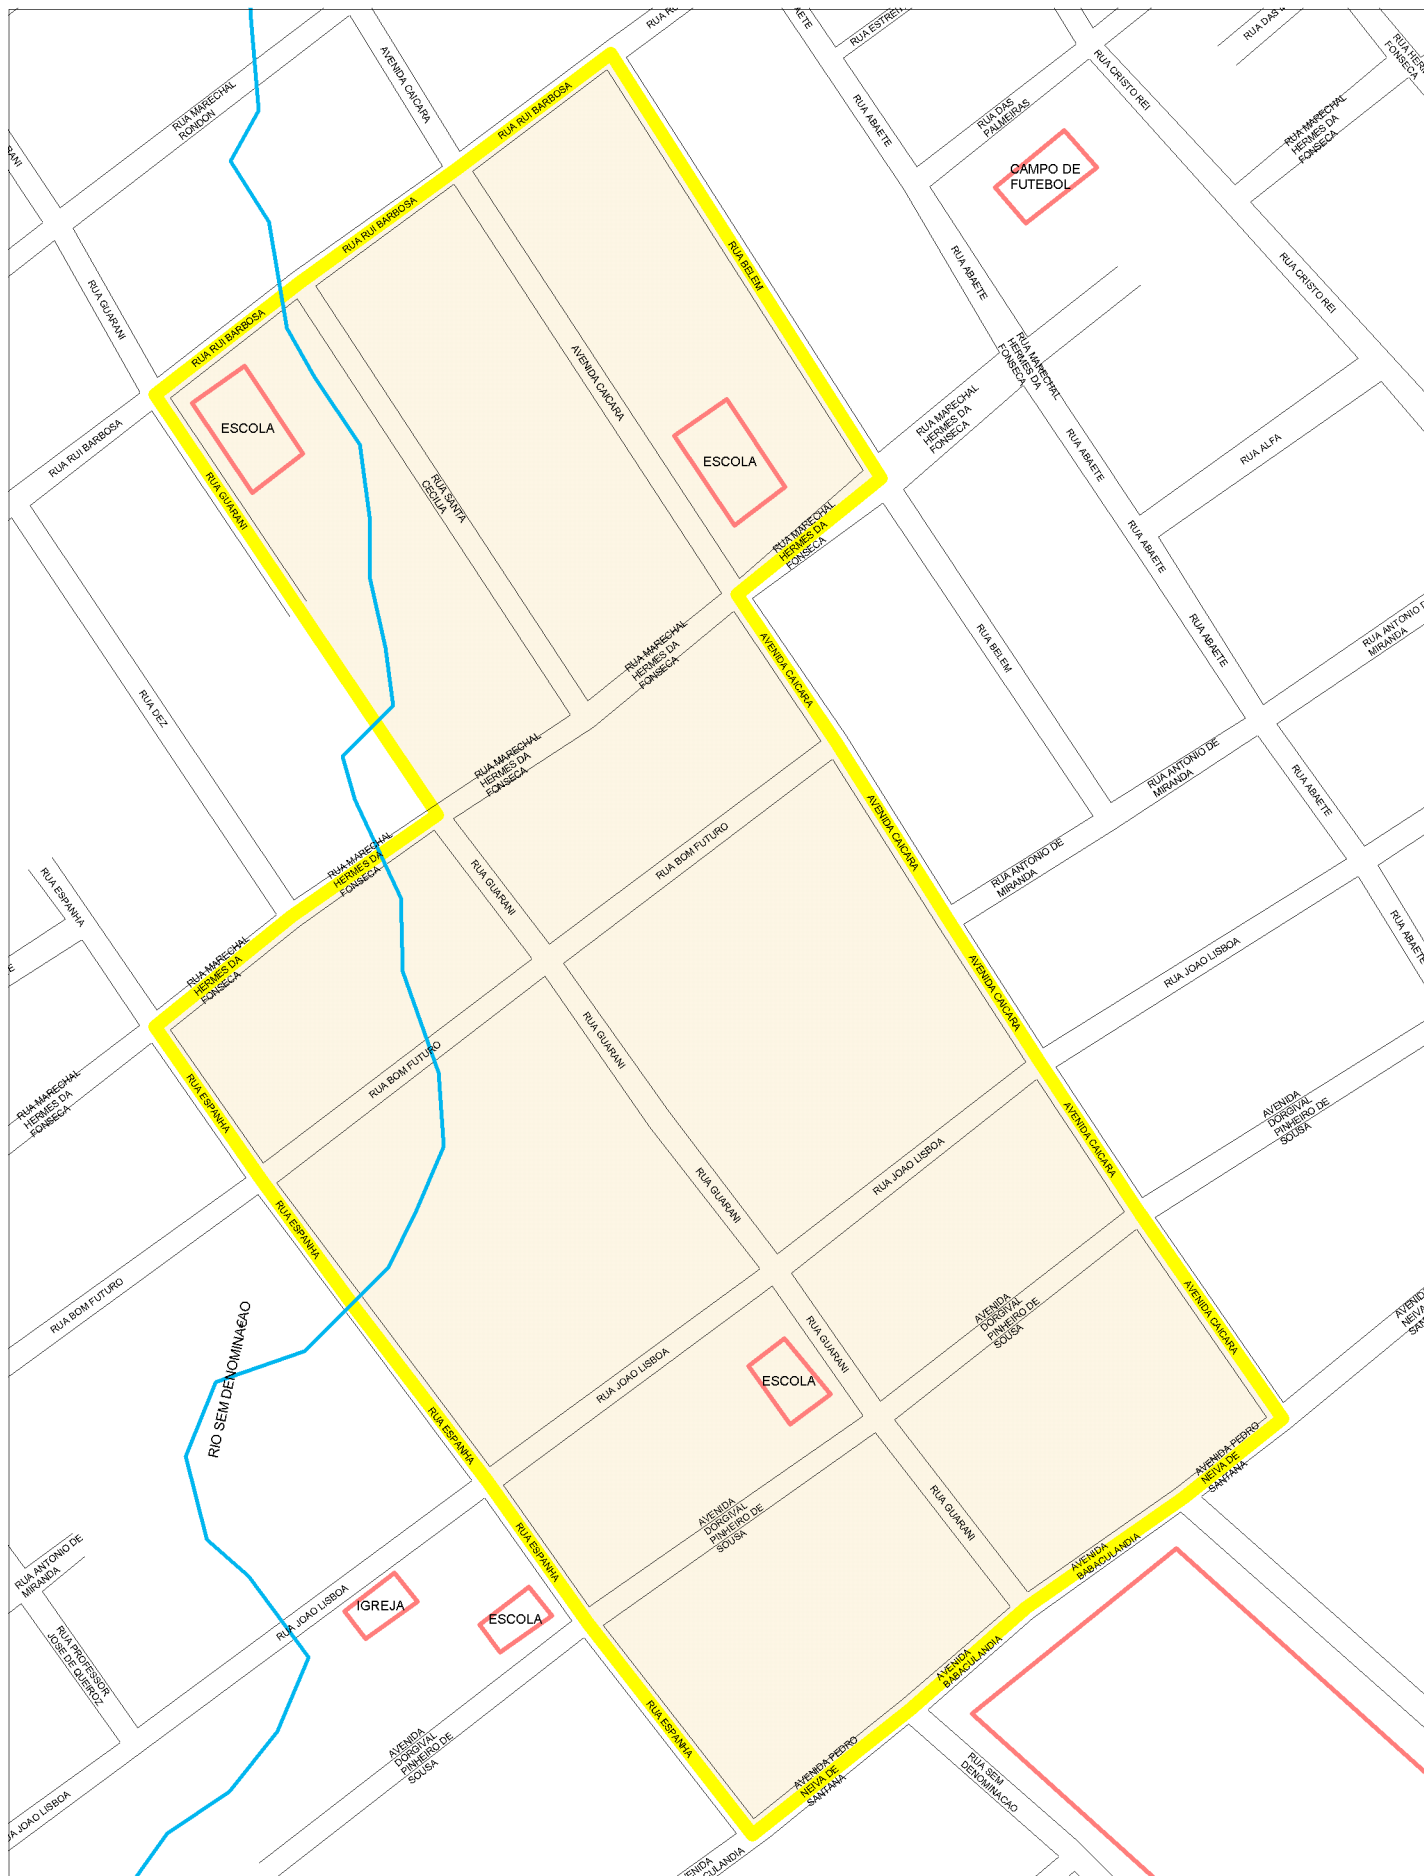 AVENIDA CAICARA
RUA MARECHAL
RONDON
RUA RUI BARBOSA
RUA ESTREI
RUA DAS
PALMEIRAS
RUA CRISTO REI
RUA MARECHAL
HERMES DA
FONSECA
RUA ABAETE
CAMPO DE
FUTEBOL
RUA RUI BARBOSA
RUA BELEM
RUA ABAETE
RUA CRISTO REI
RUA GUARANI
RUA RUI BARBOSA
RUA MARECHAL
HERMES DA
FONSECA
AVENIDA CAICARA
RUA MARECHAL
HERMES DA
FONSECA
ESCOLA
RUA RUI BARBOSA
ESCOLA
RUA ABAETE
RUA ALFA
RUA GUARANI
RUA SANTA
CECILIA
RUA MARECHAL
HERMES DA
FONSECA
RUA ABAETE
RUA ABAETE
RUA ANTONIO DE
MIRANDA
RUA MARECHAL
HERMES DA
FONSECA
AVENIDA CAICARA
RUA BELEM
RUA DEZ
RUA MARECHAL
HERMES DA
FONSECA
RUA ANTONIO DE
MIRANDA
RUA ABAETE
RUA MARECHAL
HERMES DA
FONSECA
RUA BOM FUTURO
AVENIDA CAICARA
RUA ANTONIO DE
MIRANDA
RUA ESPANHA
RUA GUARANI
RUA ABAETE
RUA MARECHAL
HERMES DA
FONSECA
RUA JOAO LISBOA
AVENIDA CAICARA
RUA GUARANI
RUA BOM FUTURO
RUA MARECHAL
HERMES DA
FONSECA
RUA ESPANHA
AVENIDA
DORGIVAL
PINHEIRO DE
SOUSA
AVENIDA CAICARA
RUA JOAO LISBOA
RUA GUARANI
RUA ESPANHA
RUA BOM FUTURO
AVENIDA
DORGIVAL
PINHEIRO DE
SOUSA
AVENIDA CAICARA
RIO SEM DENOMINACAO
RUA GUARANI
RUA JOAO LISBOA
ESCOLA
RUA ESPANHA
AVENIDA PEDRO
NEIVA DE
SANTANA
AVENIDA
DORGIVAL
PINHEIRO DE
SOUSA
RUA GUARANI
RUA ESPANHA
AVENIDA
BABACULANDIA
RUA ANTONIO DE
MIRANDA
RUA JOAO LISBOA
IGREJA
ESCOLA
RUA PROFESSOR
JOSE DE QUEIROZ
AVENIDA
BABACULANDIA
RUA ESPANHA
AVENIDA
DORGIVAL
PINHEIRO DE
SOUSA
AVENIDA PEDRO
NEIVA DE
SANTANA
RUA SEM
DENOMINACAO
UA JOAO LISBOA